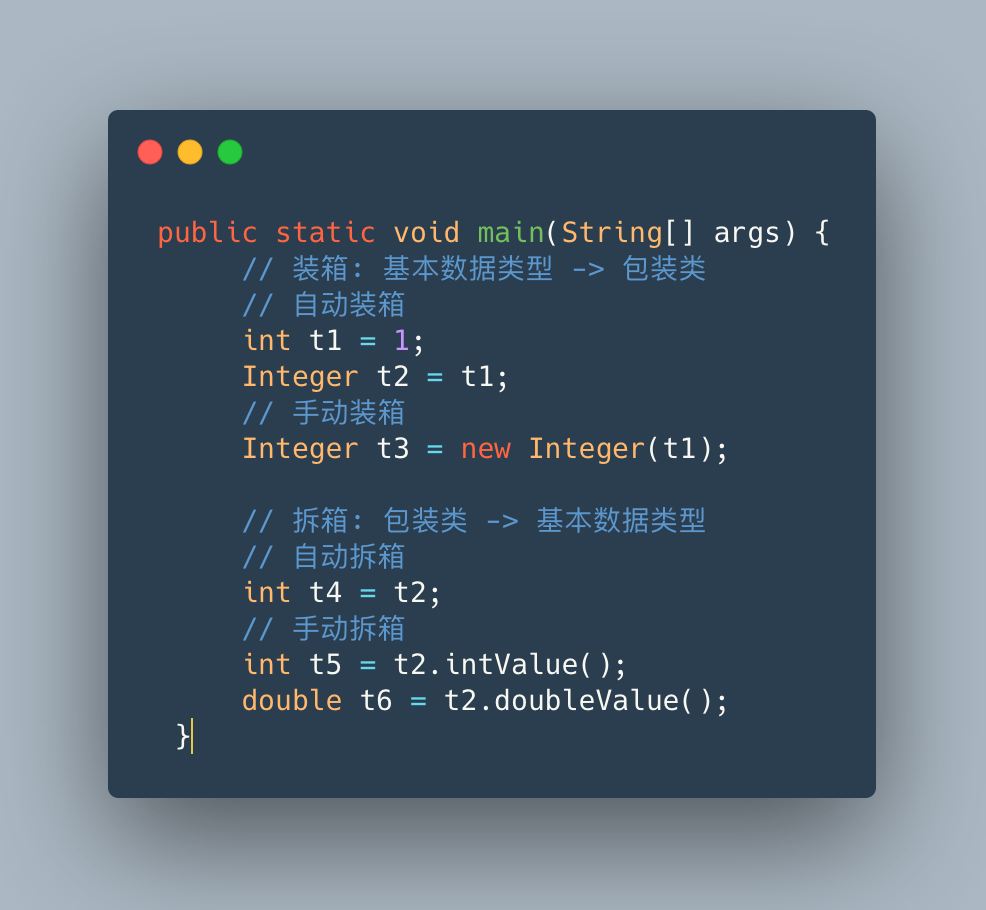 public static void main(String[] args) {
     // 装箱: 基本数据类型 -> 包装类
     // 自动装箱
     int t1 = 1;
     Integer t2 = t1;
     // 手动装箱
     Integer t3 = new Integer(t1);

     // 拆箱: 包装类 -> 基本数据类型
     // 自动拆箱
     int t4 = t2;
     // 手动拆箱
     int t5 = t2.intValue();
     double t6 = t2.doubleValue();
 }